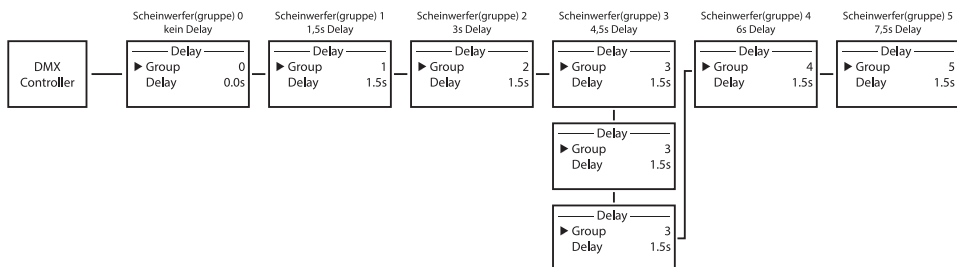 Scheinwerfer(gruppe) 0
kein Delay
Scheinwerfer(gruppe) 1
1,5s Delay
Scheinwerfer(gruppe) 2
3s Delay
Scheinwerfer(gruppe) 3
4,5s Delay
Scheinwerfer(gruppe) 4
6s Delay
Scheinwerfer(gruppe) 5
7,5s Delay
DMX
Controller
Delay
▶ Group 0
Delay 0.0s
Delay
▶ Group 1
Delay 1.5s
Delay
▶ Group 2
Delay 1.5s
Delay
▶ Group 3
Delay 1.5s
Delay
▶ Group 4
Delay 1.5s
Delay
▶ Group 5
Delay 1.5s
Delay
▶ Group 3
Delay 1.5s
Delay
▶ Group 3
Delay 1.5s